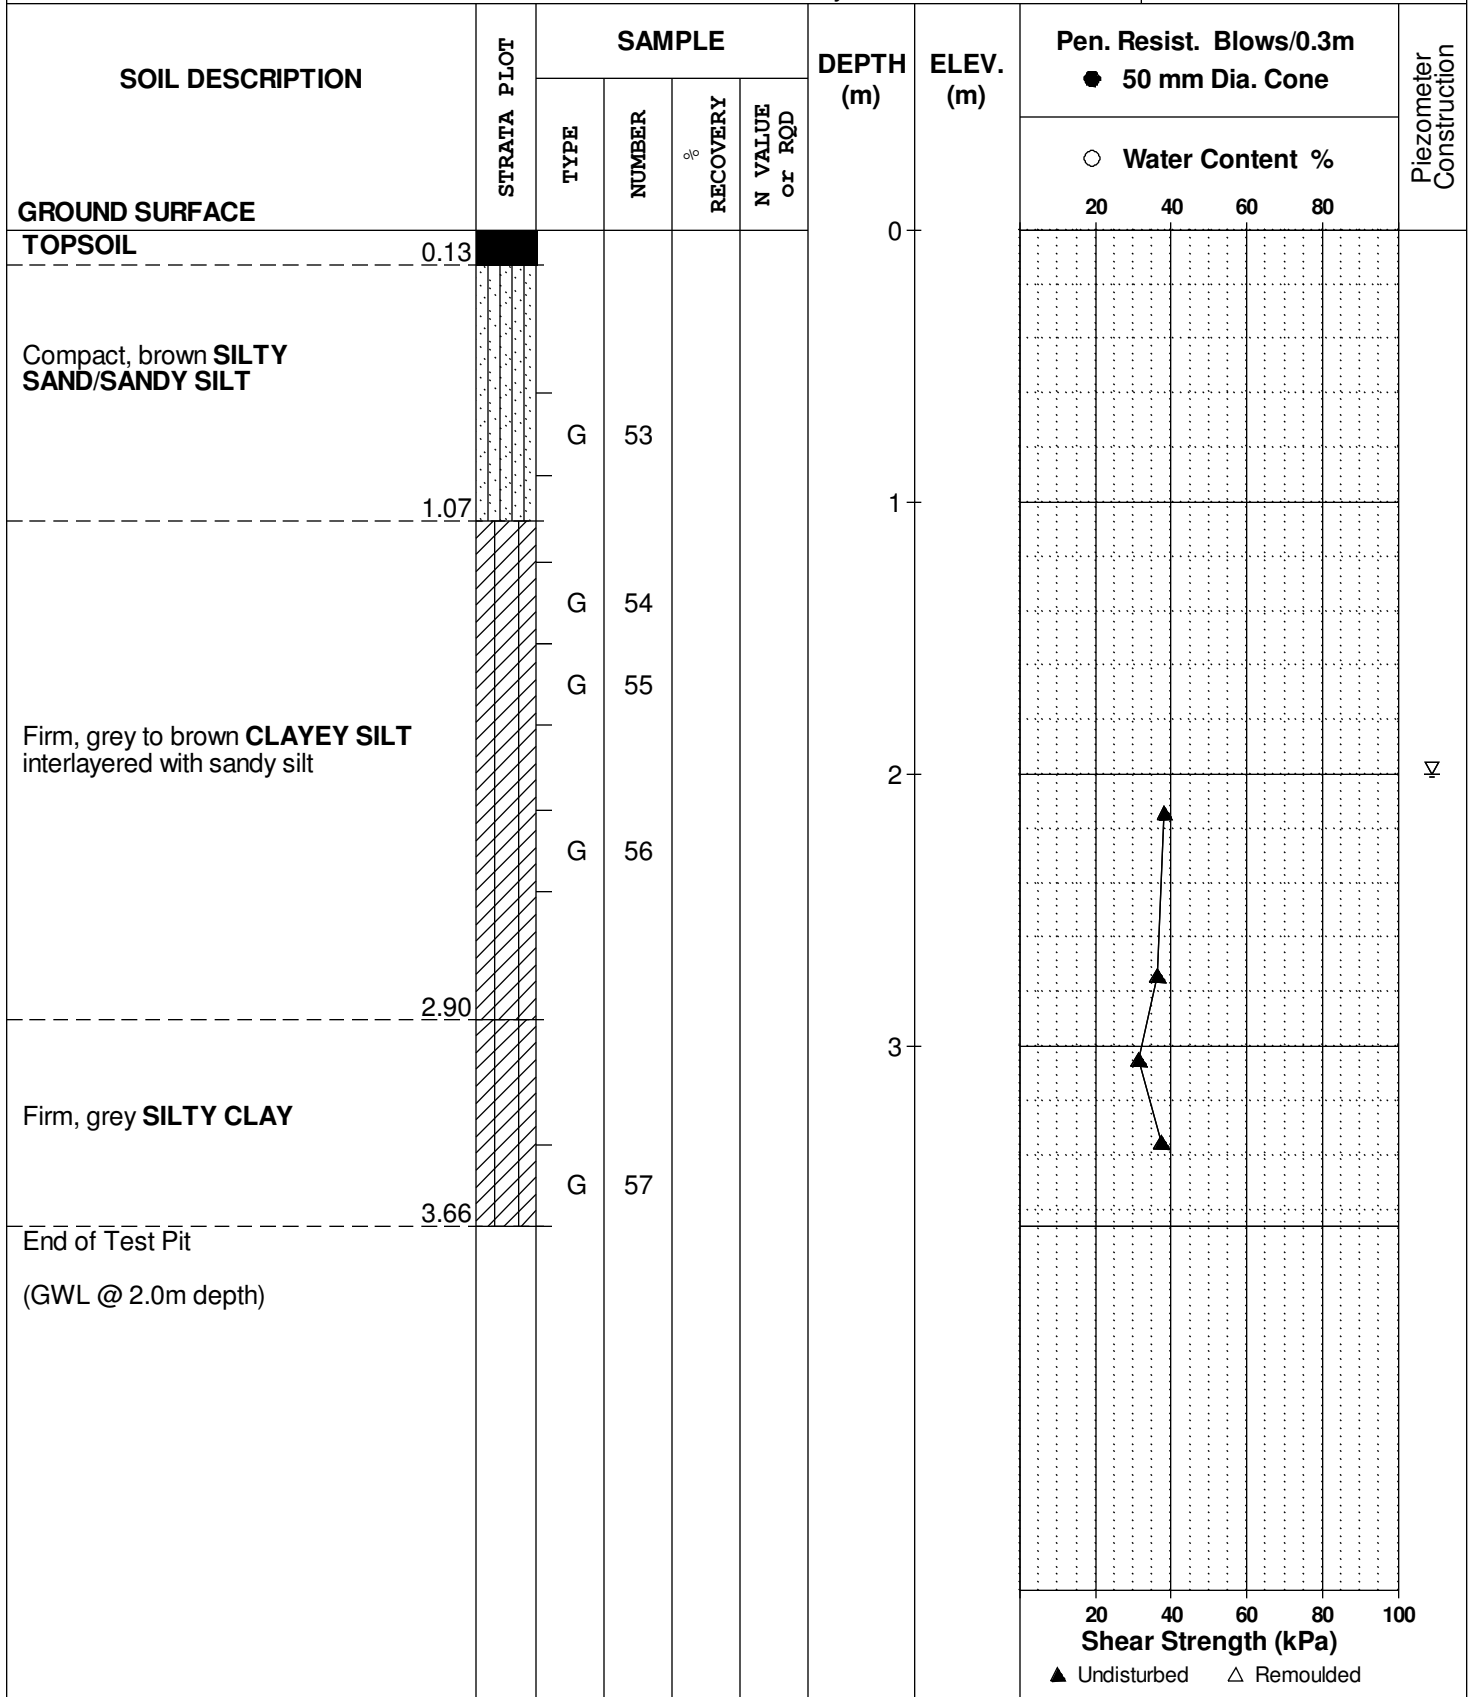 SOIL DESCRIPTION
GROUND SURFACE
STRATA PLOT
SAMPLE
TYPE
NUMBER
%
RECOVERY
N VALUE
or RQD
DEPTH
(m)
ELEV.
(m)
Pen. Resist. Blows/0.3m
● 50 mm Dia. Cone
○ Water Content %
20 40 60 80
Piezometer
Construction
TOPSOIL
0.13
Compact, brown SILTY
SAND/SANDY SILT
1.07
Firm, grey to brown CLAYEY SILT
interlayered with sandy silt
2.90
Firm, grey SILTY CLAY
3.66
End of Test Pit
(GWL @ 2.0m depth)
G 53
G 54
G 55
G 56
G 57
0
1
2
3
20 40 60 80 100
Shear Strength (kPa)
▲ Undisturbed △ Remoulded